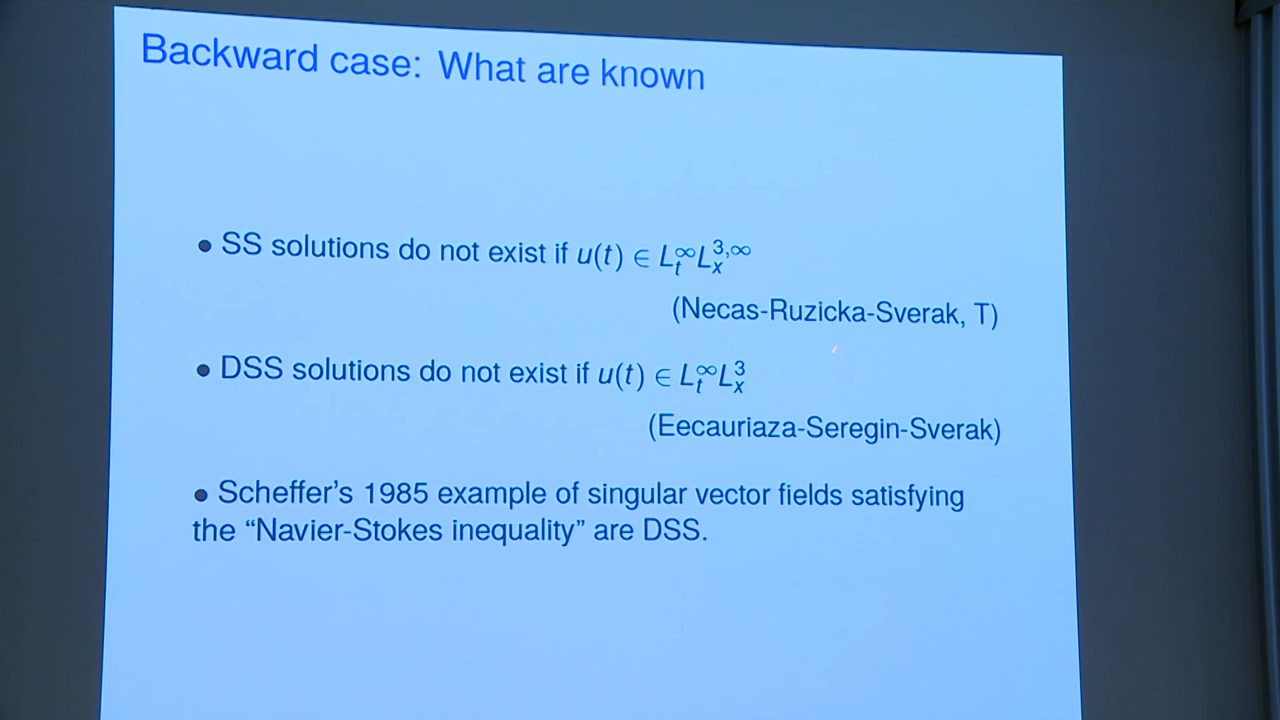 Backward case: What are known
• SS solutions do not exist if u(t) ∈ L_t^∞ L_x^{3,∞}
(Necas-Ruzicka-Sverak, T)
• DSS solutions do not exist if u(t) ∈ L_t^∞ L_x^3
(Eecauriaza-Seregin-Sverak)
• Scheffer's 1985 example of singular vector fields satisfying
the “Navier-Stokes inequality” are DSS.